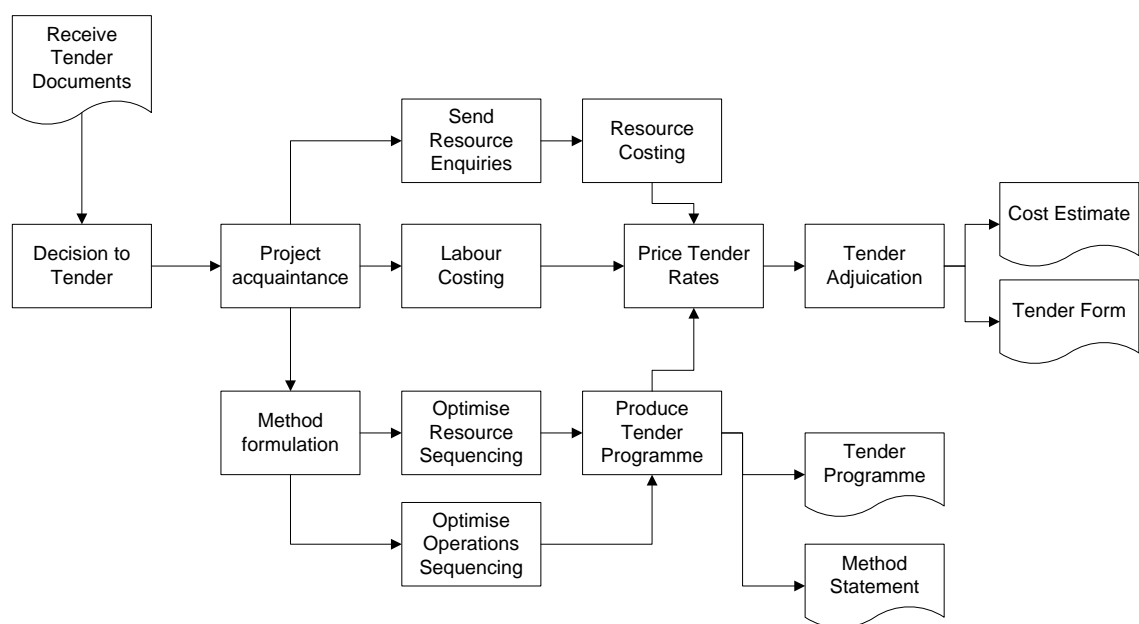 Receive
Tender
Documents
Send
Resource
Enquiries
Resource
Costing
Cost Estimate
Decision to
Tender
Project
acquaintance
Labour
Costing
Price Tender
Rates
Tender
Adjuication
Tender Form
Method
formulation
Optimise
Resource
Sequencing
Produce
Tender
Programme
Tender
Programme
Optimise
Operations
Sequencing
Method
Statement